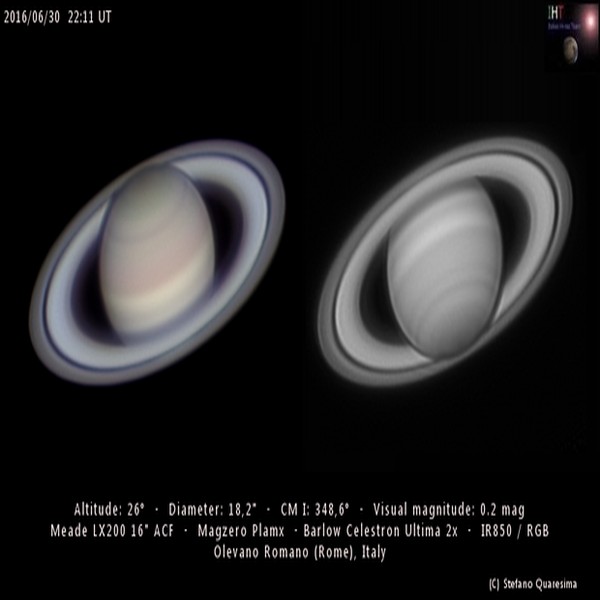 2016/06/30 22:11 UT
IHT
Altitude: 26° · Diameter: 18,2" · CM I: 348,6° · Visual magnitude: 0.2 mag
Meade LX200 16" ACF · Magzero Plamx · Barlow Celestron Ultima 2x · IR850 / RGB
Olevano Romano (Rome), Italy
(C) Stefano Quaresima